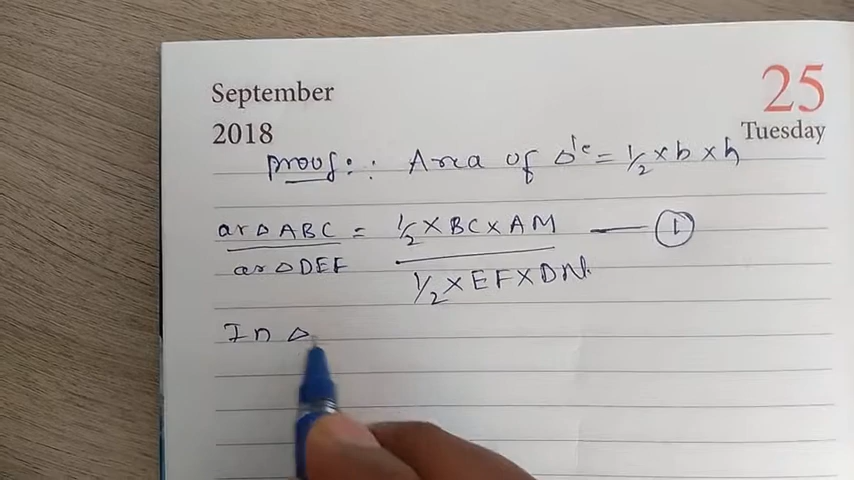 September
25
2018
Tuesday
Proof:: Area of △le = 1/2 × b × h
ar△ABC = 1/2 × BC × AM — ①
ar△DEF 1/2 × EF × DN.
In △